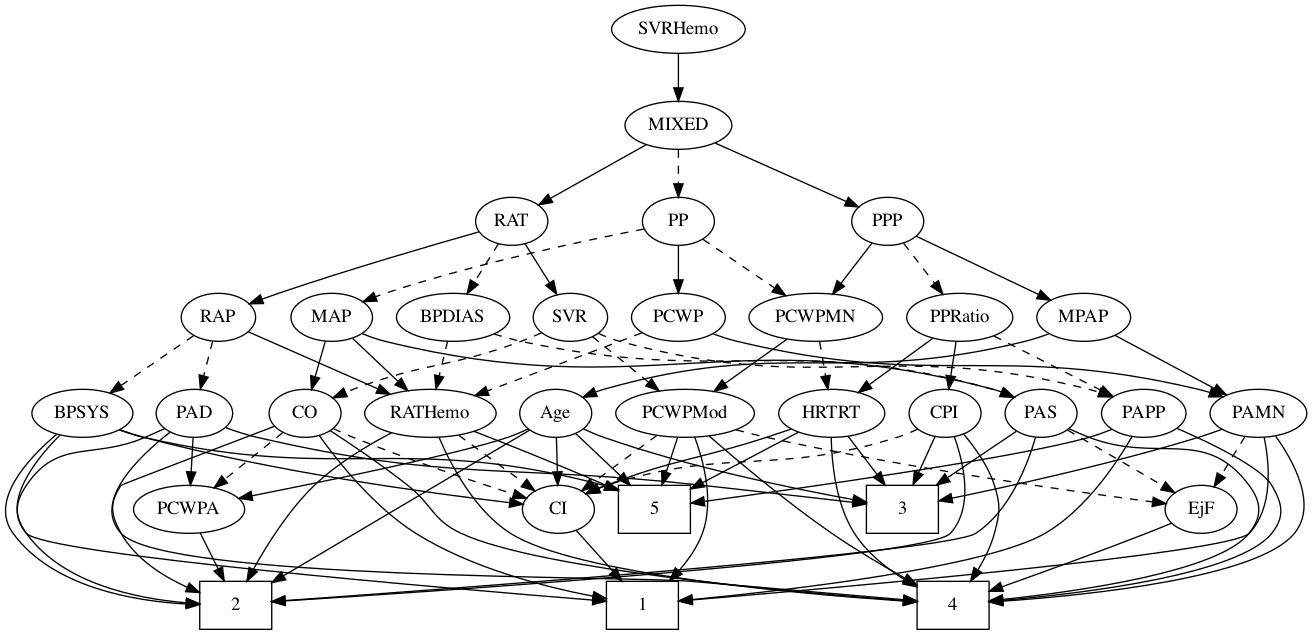 SVRHemo
MIXED
RAT
PP
PPP
RAP
MAP
BPDIAS
SVR
PCWP
PCWPMN
PPRatio
MPAP
BPSYS
PAD
CO
RATHemo
Age
PCWPMod
HRTRT
CPI
PAS
PAPP
PAMN
PCWPA
CI
5
3
EjF
2
1
4